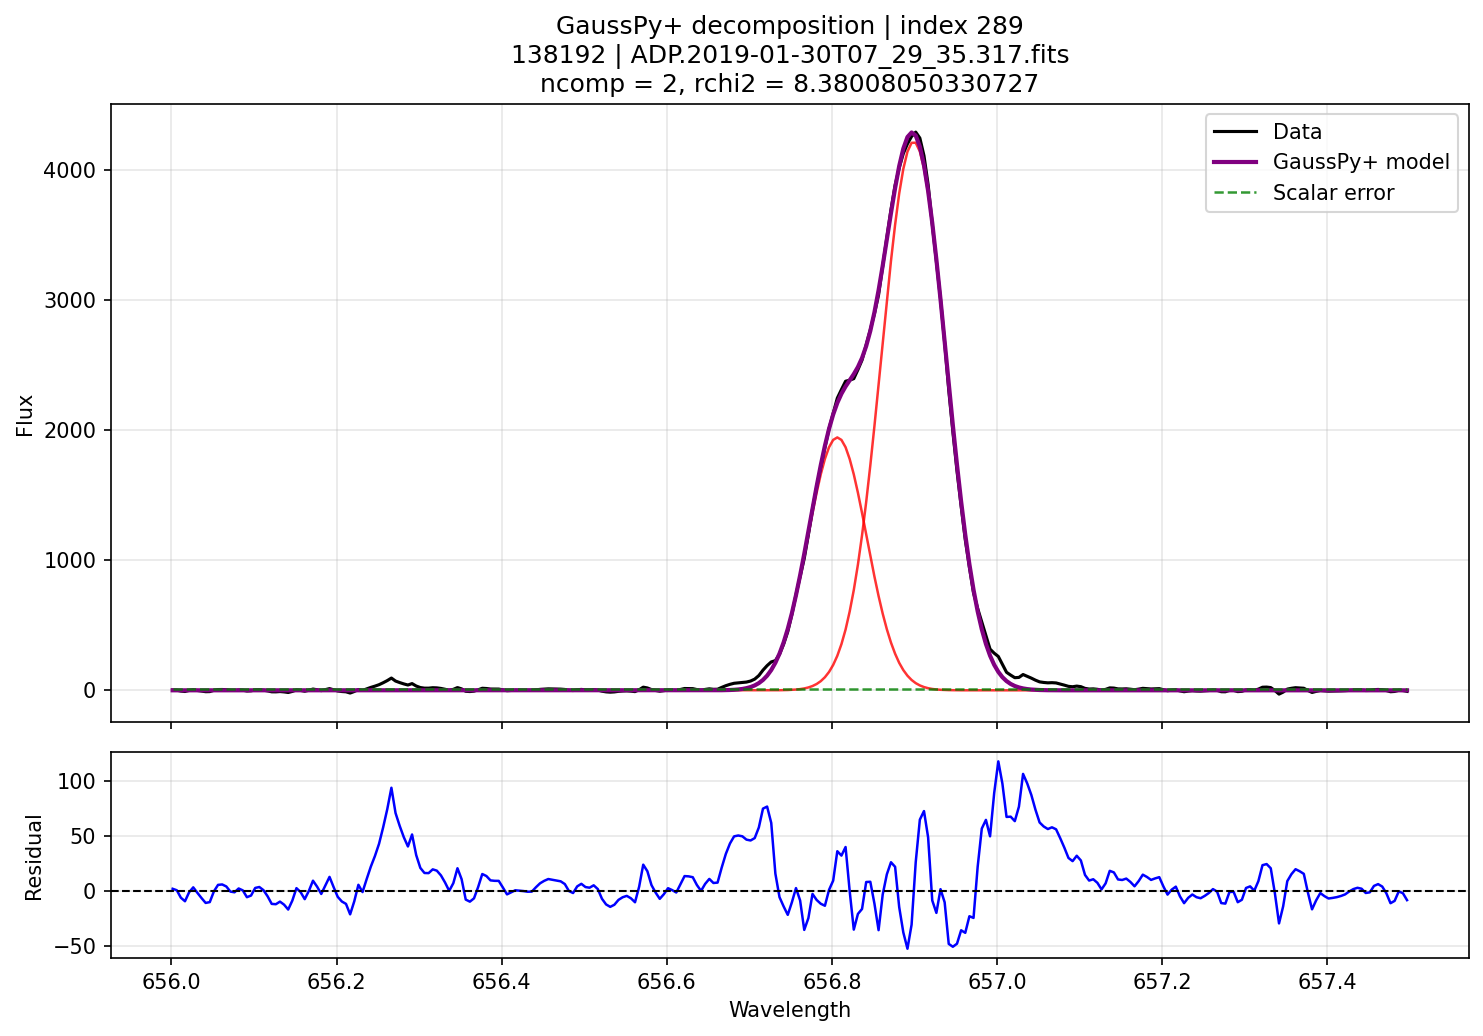 GaussPy+ decomposition | index 289
138192 | ADP.2019-01-30T07_29_35.317.fits
ncomp = 2, rchi2 = 8.38008050330727
Data
GaussPy+ model
Scalar error
4000
3000
2000
1000
0
Flux
100
50
0
−50
Residual
656.0 656.2 656.4 656.6 656.8 657.0 657.2 657.4
Wavelength